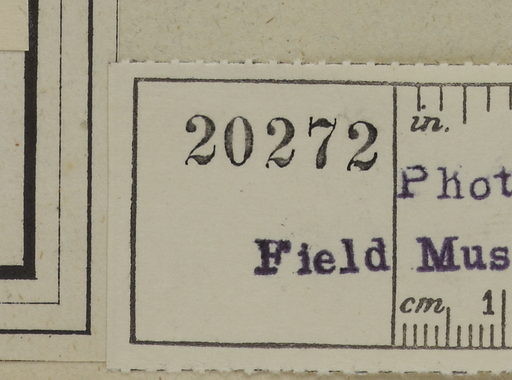 20272
in.
Phot
Field Mus
cm 1